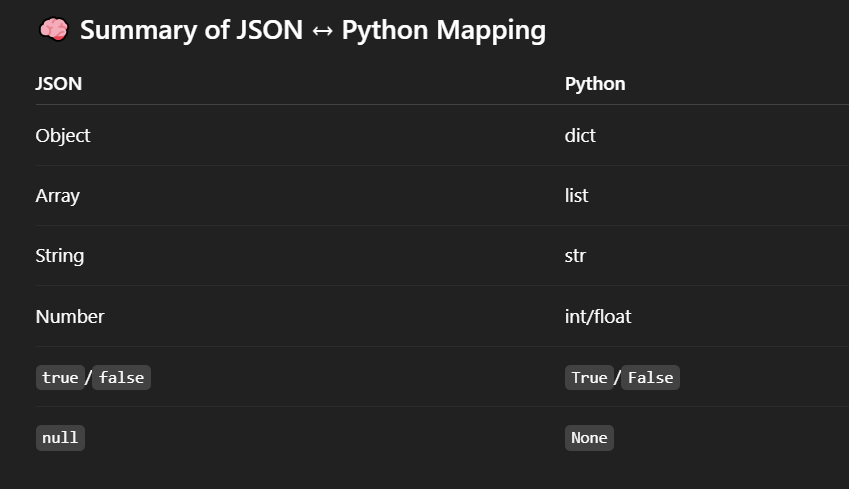 🧠 Summary of JSON ↔ Python Mapping
JSON Python
Object dict
Array list
String str
Number int/float
true/false True/False
null None